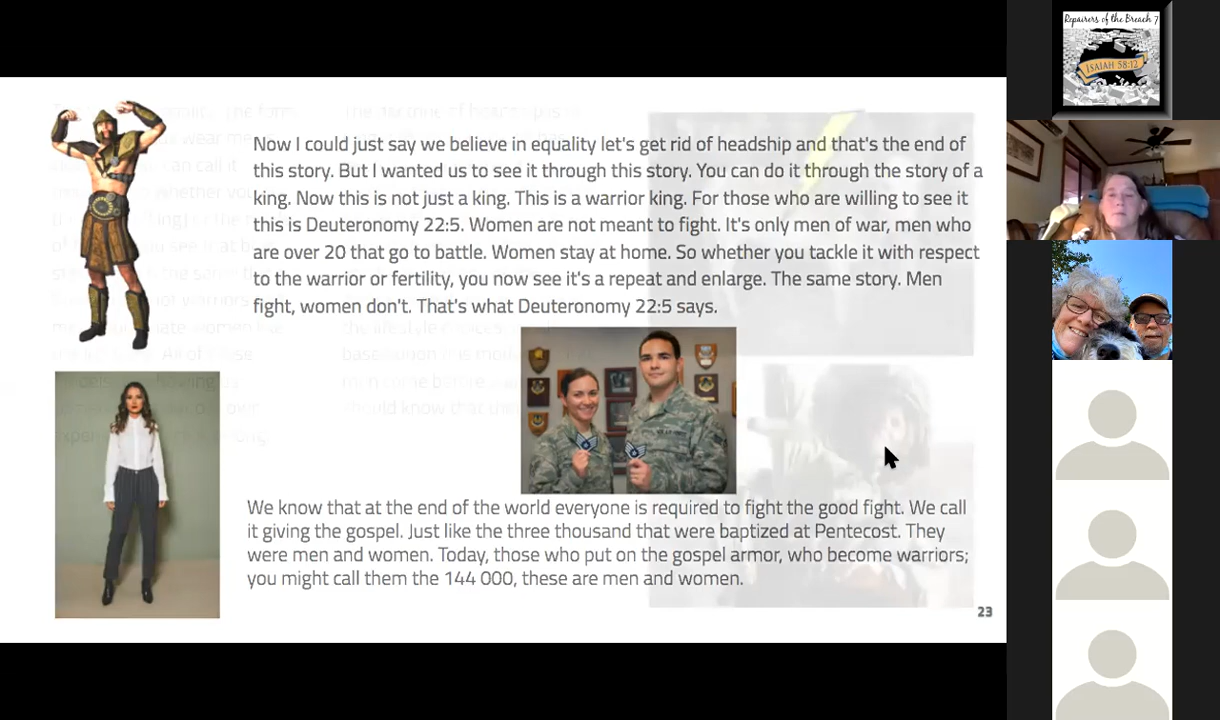 Repairers of the Breach 7
ISAIAH 58:12
Now I could just say we believe in equality let's get rid of headship and that's the end of
this story. But I wanted us to see it through this story. You can do it through the story of a
king. Now this is not just a king. This is a warrior king. For those who are willing to see it
this is Deuteronomy 22:5. Women are not meant to fight. It's only men of war, men who
are over 20 that go to battle. Women stay at home. So whether you tackle it with respect
to the warrior or fertility, you now see it's a repeat and enlarge. The same story. Men
fight, women don't. That's what Deuteronomy 22:5 says.
We know that at the end of the world everyone is required to fight the good fight. We call
it giving the gospel. Just like the three thousand that were baptized at Pentecost. They
were men and women. Today, those who put on the gospel armor, who become warriors;
you might call them the 144 000, these are men and women.
23